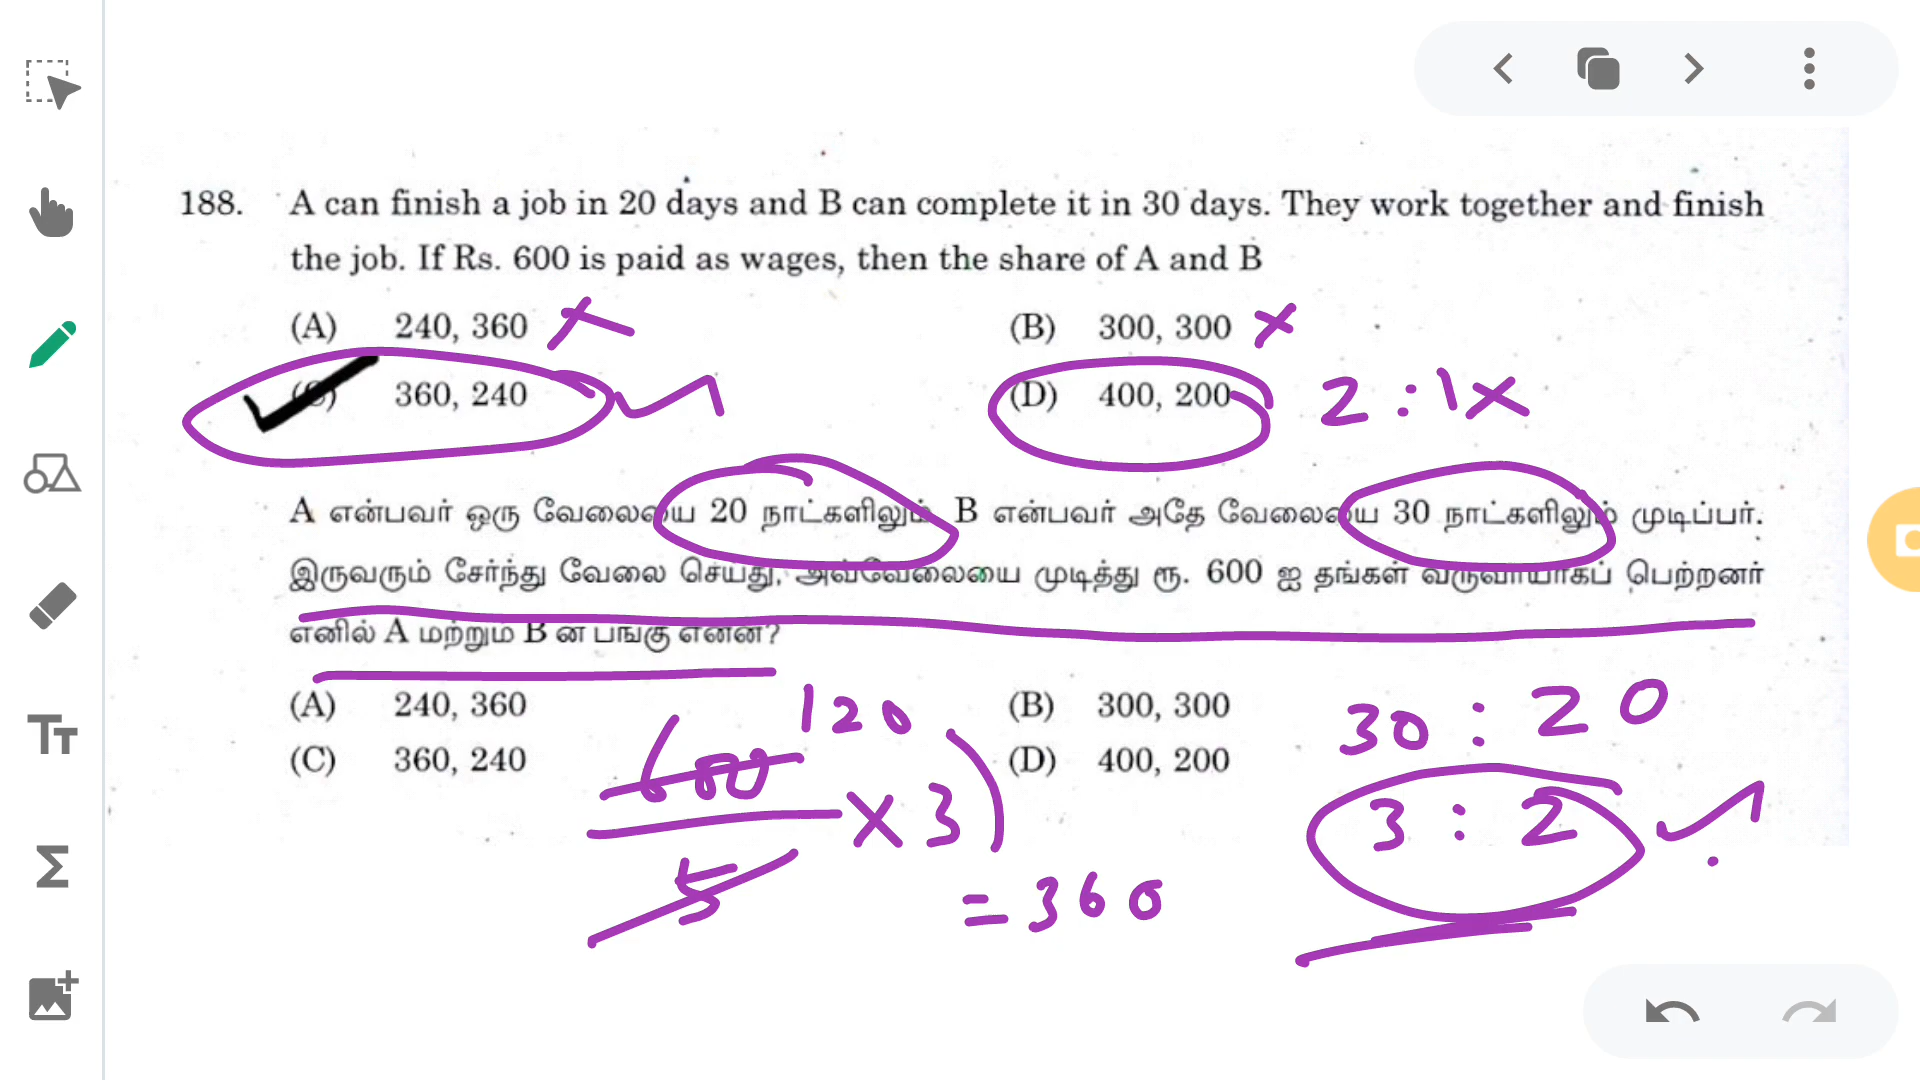 188. A can finish a job in 20 days and B can complete it in 30 days. They work together and finish
the job. If Rs. 600 is paid as wages, then the share of A and B
(A) 240, 360 × (B) 300, 300 ×
(C) 360, 240 (D) 400, 200 2 : 1 ×
A என்பவர் ஒரு வேலையை 20 நாட்களிலும் B என்பவர் அதே வேலையை 30 நாட்களிலும் முடிப்பர்.
இருவரும் சேர்ந்து வேலை செய்து, அவ்வேலையை முடித்து ரூ. 600 ஐ தங்கள் வருவாயாகப் பெற்றனர்
எனில் A மற்றும் B ன் பங்கு என்ன?
(A) 240, 360 (B) 300, 300
(C) 360, 240 (D) 400, 200
120
600
5
× 3
= 360
30 : 20
3 : 2
Tт
Σ